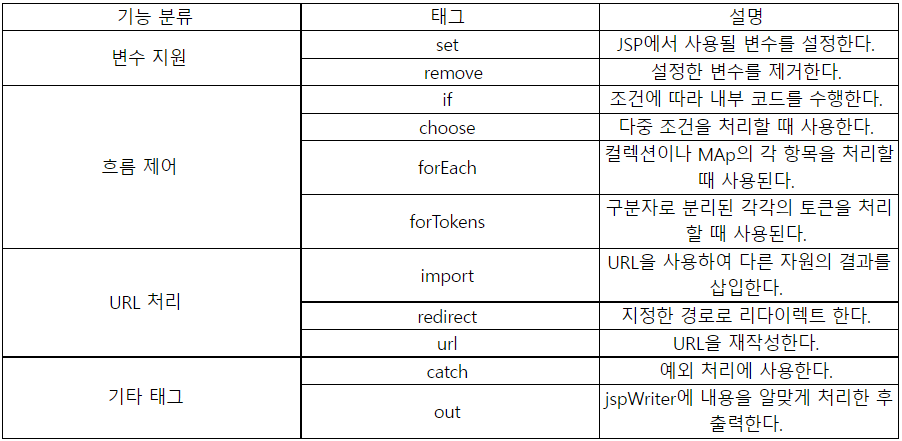 기능 분류 태그 설명
변수 지원 set JSP에서 사용될 변수를 설정한다.
remove 설정한 변수를 제거한다.
흐름 제어 if 조건에 따라 내부 코드를 수행한다.
choose 다중 조건을 처리할 때 사용한다.
forEach 컬렉션이나 MAp의 각 항목을 처리할
때 사용된다.
forTokens 구분자로 분리된 각각의 토큰을 처리
할 때 사용된다.
URL 처리 import URL을 사용하여 다른 자원의 결과를
삽입한다.
redirect 지정한 경로로 리다이렉트 한다.
url URL을 재작성한다.
기타 태그 catch 예외 처리에 사용한다.
out jspWriter에 내용을 알맞게 처리한 후
출력한다.